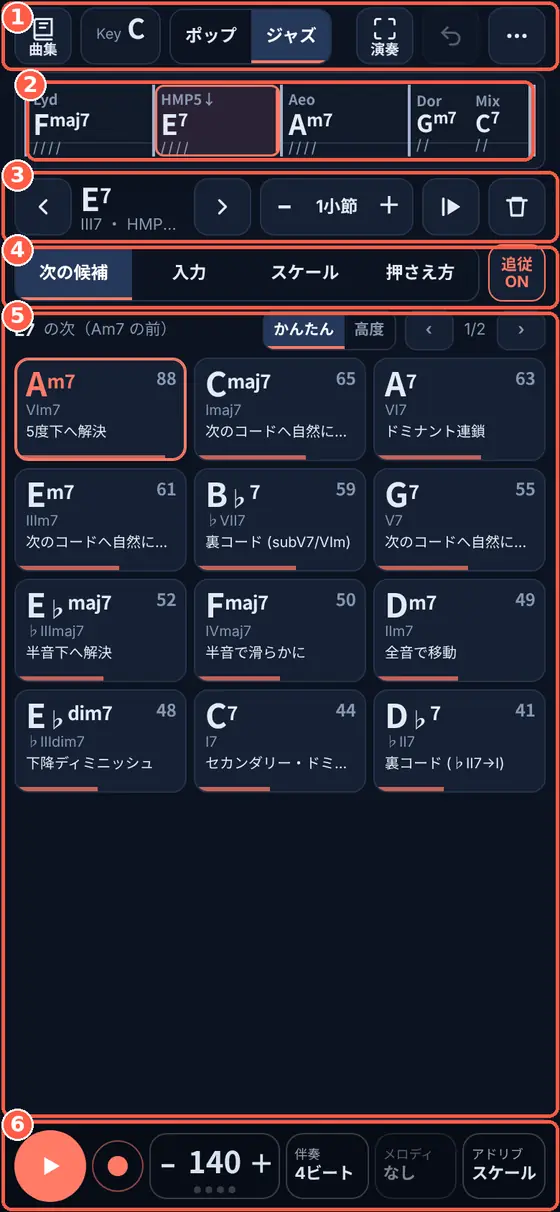 1
曲集
Key C
ポップ
ジャズ
演奏
...
2
Lyd
Fmaj7
////
HMP5↓
E7
////
Aeo
Am7
////
Dor
Gm7
//
Mix
C7
//
3
E7
III7 • HMP...
− 1小節 +
4
次の候補
入力
スケール
押さえ方
追従
ON
5
E7 の次（Am7 の前）
かんたん
高度
1/2
Am7 88
VIm7
5度下へ解決
Cmaj7 65
Imaj7
次のコードへ自然に...
A7 63
VI7
ドミナント連鎖
Em7 61
IIIm7
次のコードへ自然に...
B♭7 59
♭VII7
裏コード (subV7/VIm)
G7 55
V7
次のコードへ自然に...
E♭maj7 52
♭IIImaj7
半音下へ解決
Fmaj7 50
IVmaj7
半音で滑らかに
Dm7 49
IIm7
全音で移動
E♭dim7 48
♭IIIdim7
下降ディミニッシュ
C7 44
I7
セカンダリー・ドミ...
D♭7 41
♭II7
裏コード (♭II7→I)
6
− 140 +
伴奏
4ビート
メロディ
なし
アドリブ
スケール